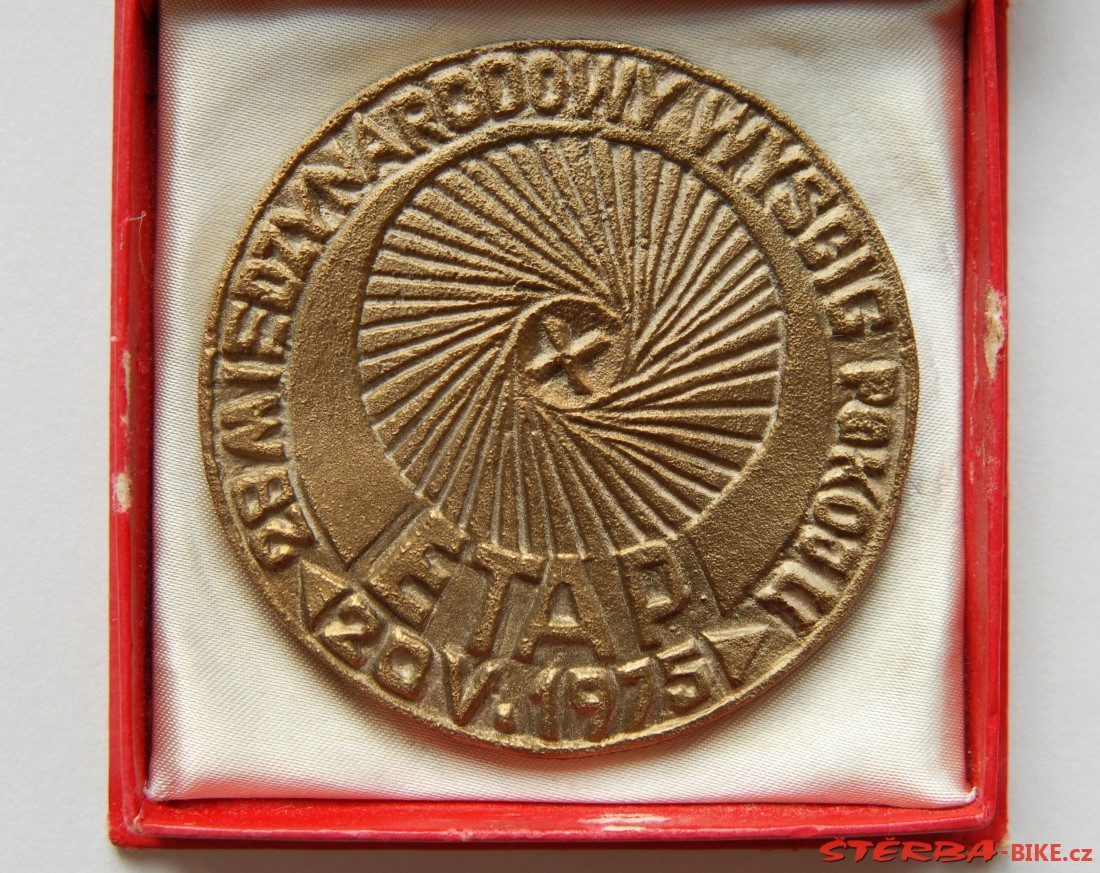 28 MIĘDZYNARODOWY WYŚCIG POKOJU
X
ETAP
20 V. 1975
ŠTĚRBA-BIKE.cz